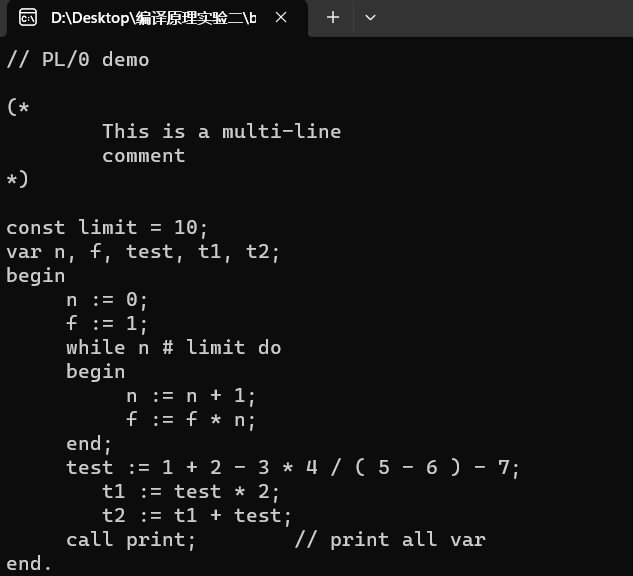 D:\Desktop\编译原理实验二\b
// PL/0 demo
(*
This is a multi-line
comment
*)
const limit = 10;
var n, f, test, t1, t2;
begin
n := 0;
f := 1;
while n # limit do
begin
n := n + 1;
f := f * n;
end;
test := 1 + 2 - 3 * 4 / ( 5 - 6 ) - 7;
t1 := test * 2;
t2 := t1 + test;
call print; // print all var
end.